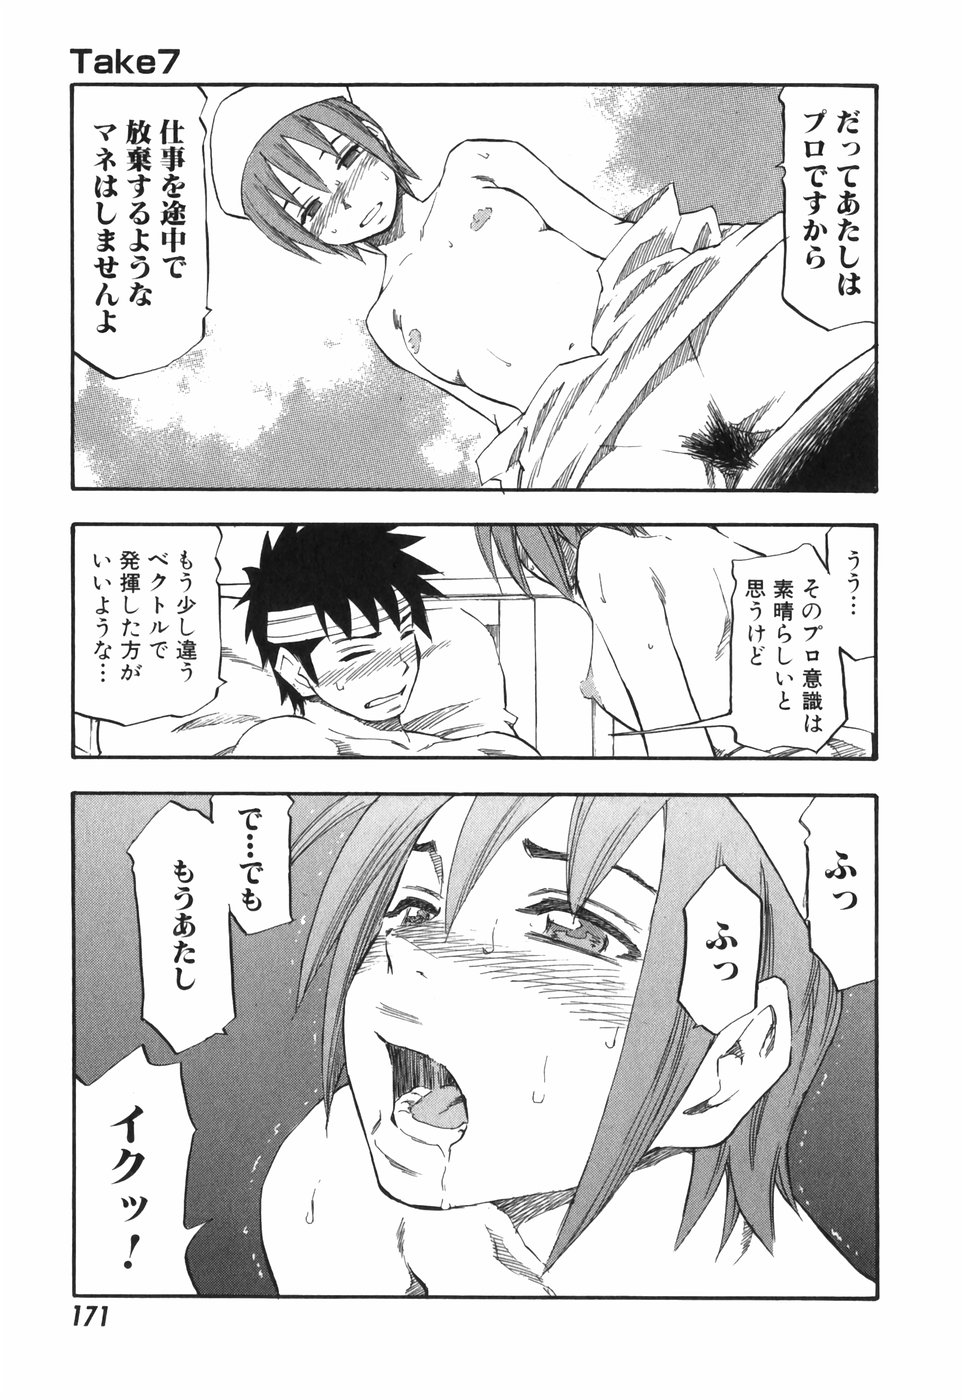 Take7
だってあたしは
プロですから
仕事を途中で
放棄するような
マネはしませんよ
うう…
そのプロ意識は
素晴らしいと
思うけど
もう少し違う
ベクトルで
発揮した方が
いいような…
ふっ
ふっ
で…でも
もうあたし
イクッ！
171